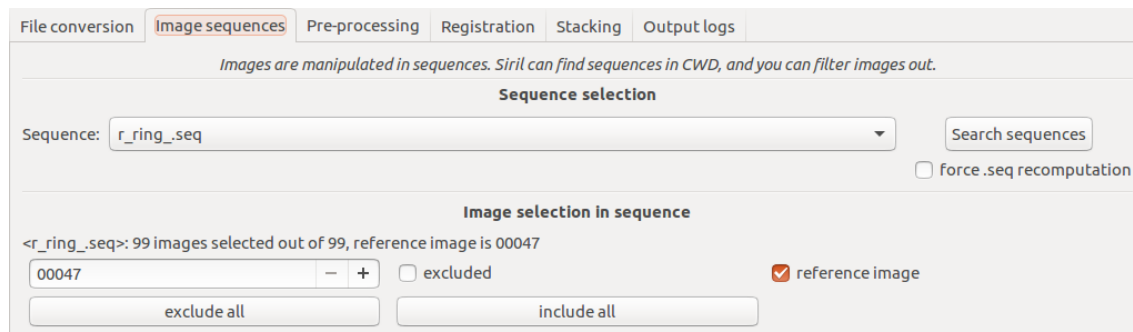 File conversion Image sequences Pre-processing Registration Stacking Output logs
Images are manipulated in sequences. Siril can find sequences in CWD, and you can filter images out.
Sequence selection
Sequence: r_ring_.seq Search sequences
force .seq recomputation
Image selection in sequence
<r_ring_.seq>: 99 images selected out of 99, reference image is 00047
00047 − + excluded reference image
exclude all include all